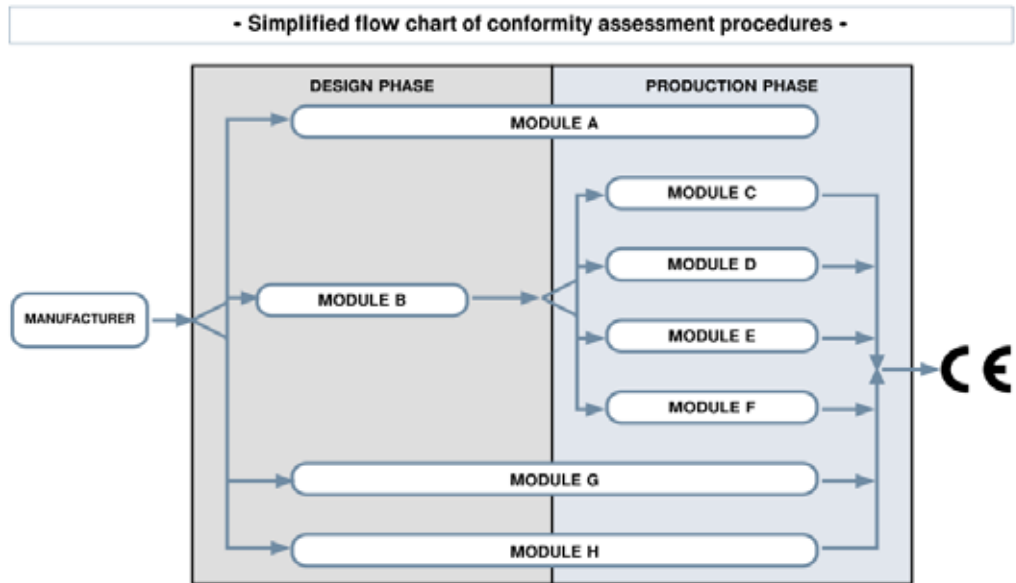 - Simplified flow chart of conformity assessment procedures -
DESIGN PHASE
PRODUCTION PHASE
MODULE A
MODULE C
MODULE D
MODULE B
MANUFACTURER
MODULE E
CE
MODULE F
MODULE G
MODULE H